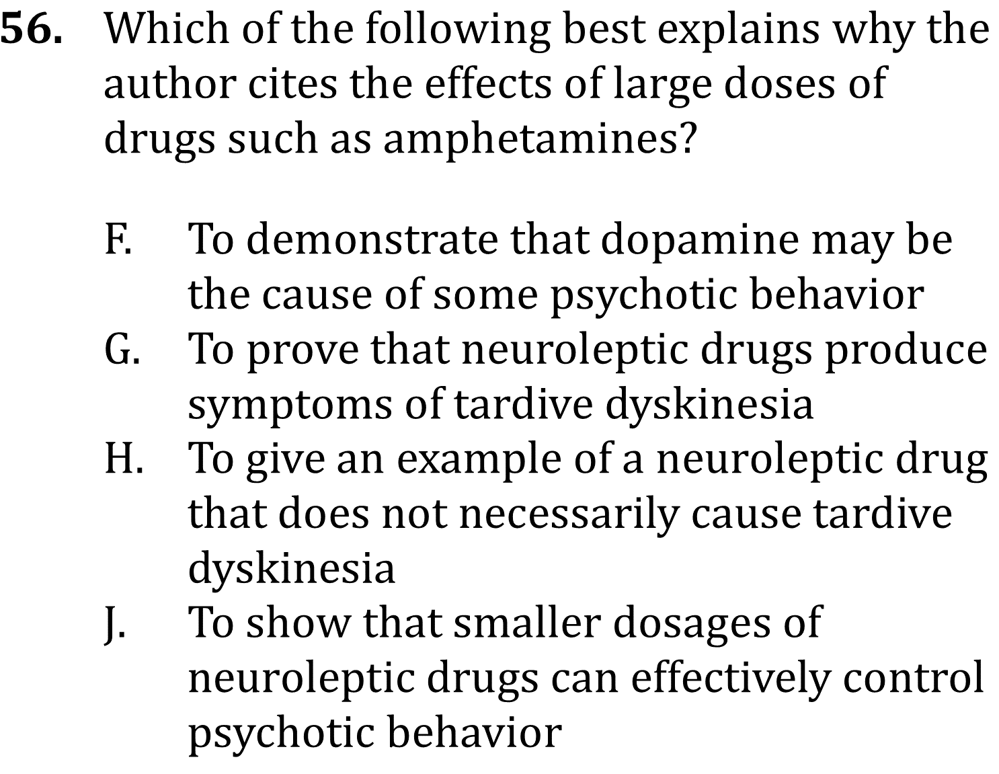 56. Which of the following best explains why the
author cites the effects of large doses of
drugs such as amphetamines?
F. To demonstrate that dopamine may be
the cause of some psychotic behavior
G. To prove that neuroleptic drugs produce
symptoms of tardive dyskinesia
H. To give an example of a neuroleptic drug
that does not necessarily cause tardive
dyskinesia
J. To show that smaller dosages of
neuroleptic drugs can effectively control
psychotic behavior